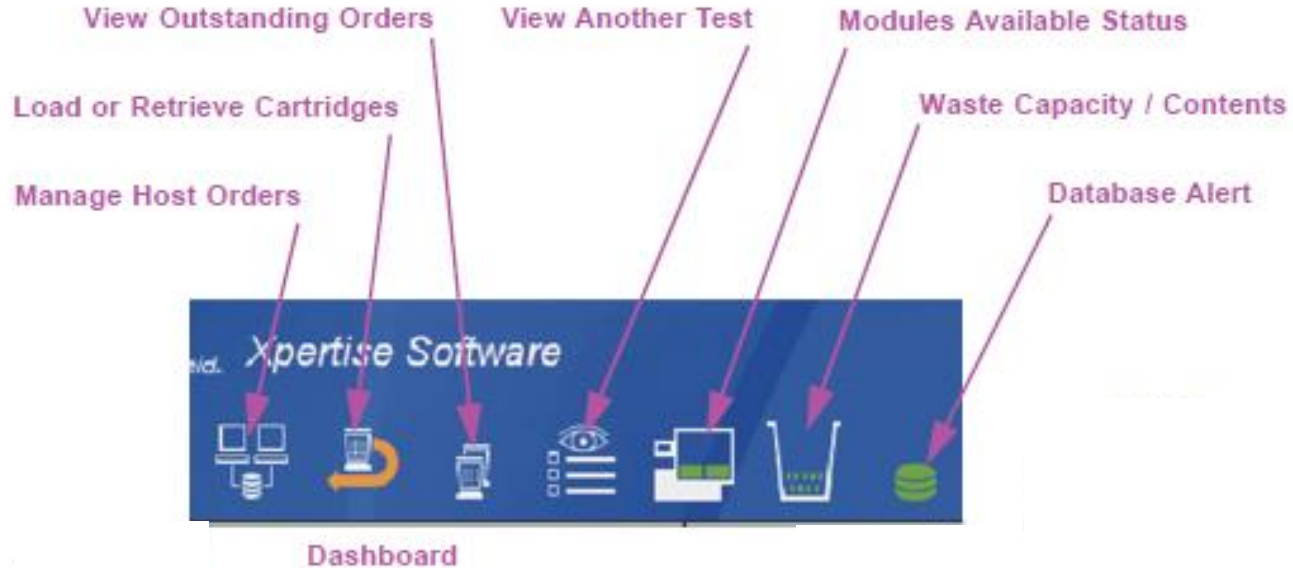 View Outstanding Orders
View Another Test
Modules Available Status
Load or Retrieve Cartridges
Waste Capacity / Contents
Manage Host Orders
Database Alert
eid. Xpertise Software
Dashboard